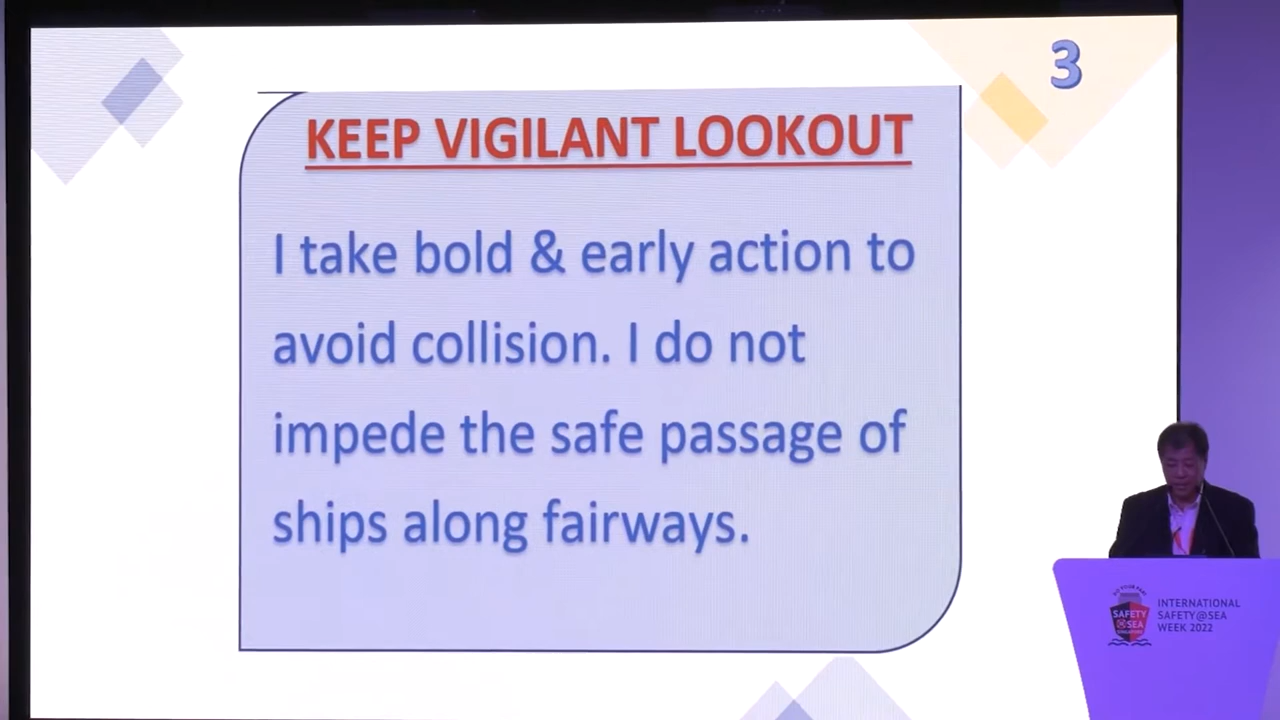 3
KEEP VIGILANT LOOKOUT
I take bold & early action to
avoid collision. I do not
impede the safe passage of
ships along fairways.
SAFETY
@SEA
INTERNATIONAL
SAFETY@SEA
WEEK 2022